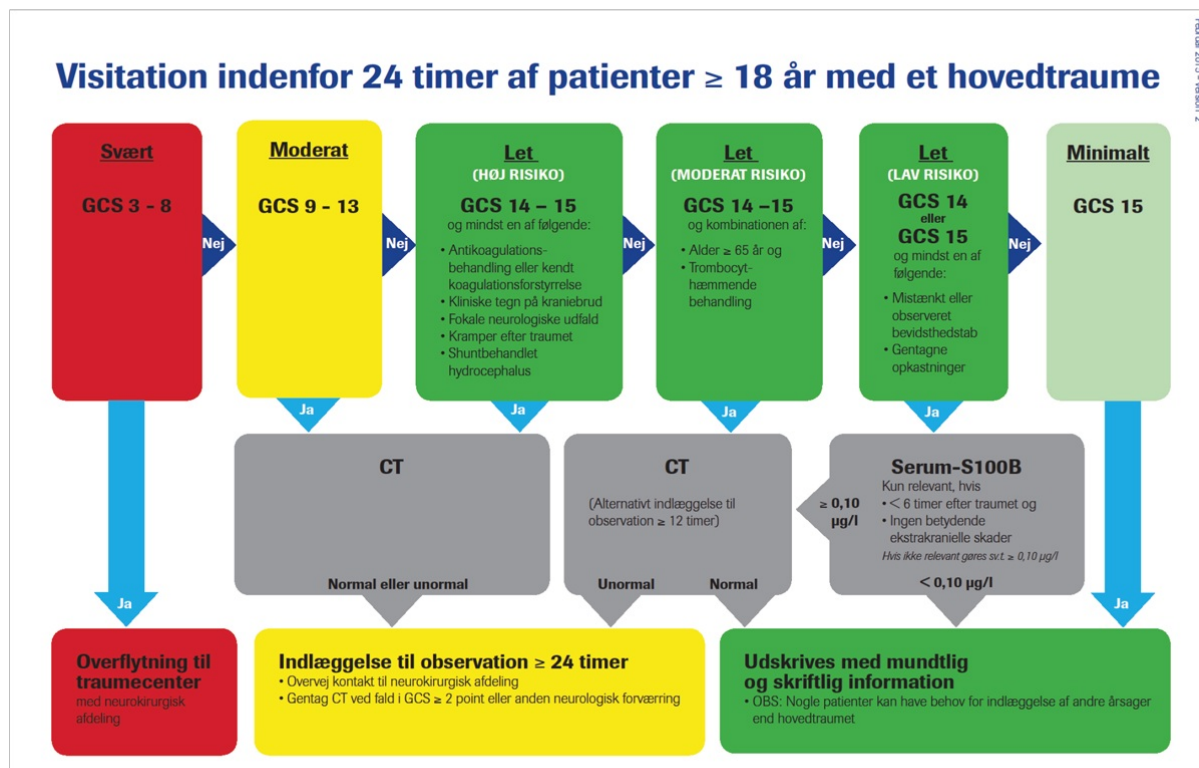 Visitation indenfor 24 timer af patienter ≥ 18 år med et hovedtraume
Svært
GCS 3 - 8
Nej
Moderat
GCS 9 - 13
Nej
Let
(HØJ RISIKO)
GCS 14 – 15
og mindst en af følgende:
• Antikoagulations-
behandling eller kendt
koagulationsforstyrrelse
• Kliniske tegn på kraniebrud
• Fokale neurologiske udfald
• Kramper efter traumet
• Shuntbehandlet
hydrocephalus
Nej
Let
(MODERAT RISIKO)
GCS 14 –15
og kombinationen af:
• Alder ≥ 65 år og
• Trombocyt-
hæmmende
behandling
Nej
Let
(LAV RISIKO)
GCS 14
eller
GCS 15
og mindst en af
følgende:
• Mistænkt eller
observeret
bevidsthedstab
• Gentagne
opkastninger
Nej
Minimalt
GCS 15
Ja
Ja
Ja
Ja
CT
Normal eller unormal
CT
(Alternativt indlæggelse til
observation ≥ 12 timer)
Unormal
Normal
≥ 0,10
µg/l
Serum-S100B
Kun relevant, hvis
• < 6 timer efter traumet og
• Ingen betydende
ekstrakranielle skader
Hvis ikke relevant gøres sv.t. ≥ 0,10 µg/l
< 0,10 µg/l
Ja
Ja
Overflytning til
traumecenter
med neurokirurgisk
afdeling
Indlæggelse til observation ≥ 24 timer
• Overvej kontakt til neurokirurgisk afdeling
• Gentag CT ved fald i GCS ≥ 2 point eller anden neurologisk forværring
Udskrives med mundtlig
og skriftlig information
• OBS: Nogle patienter kan have behov for indlæggelse af andre årsager
end hovedtraumet